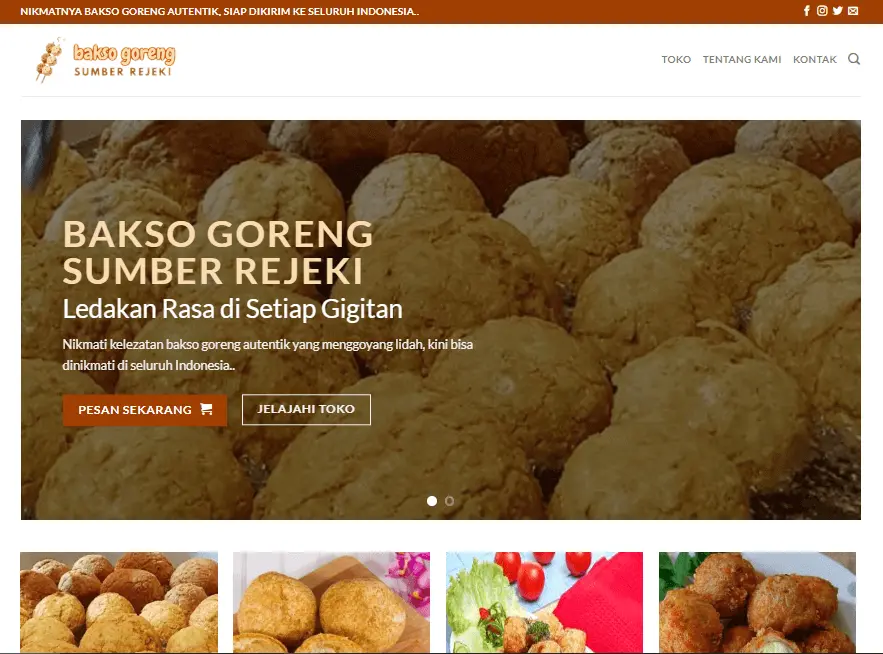 NIKMATNYA BAKSO GORENG AUTENTIK, SIAP DIKIRIM KE SELURUH INDONESIA..
bakso goreng
SUMBER REJEKI
TOKO TENTANG KAMI KONTAK
BAKSO GORENG
SUMBER REJEKI
Ledakan Rasa di Setiap Gigitan
Nikmati kelezatan bakso goreng autentik yang menggoyang lidah, kini bisa
dinikmati di seluruh Indonesia..
PESAN SEKARANG JELAJAHI TOKO